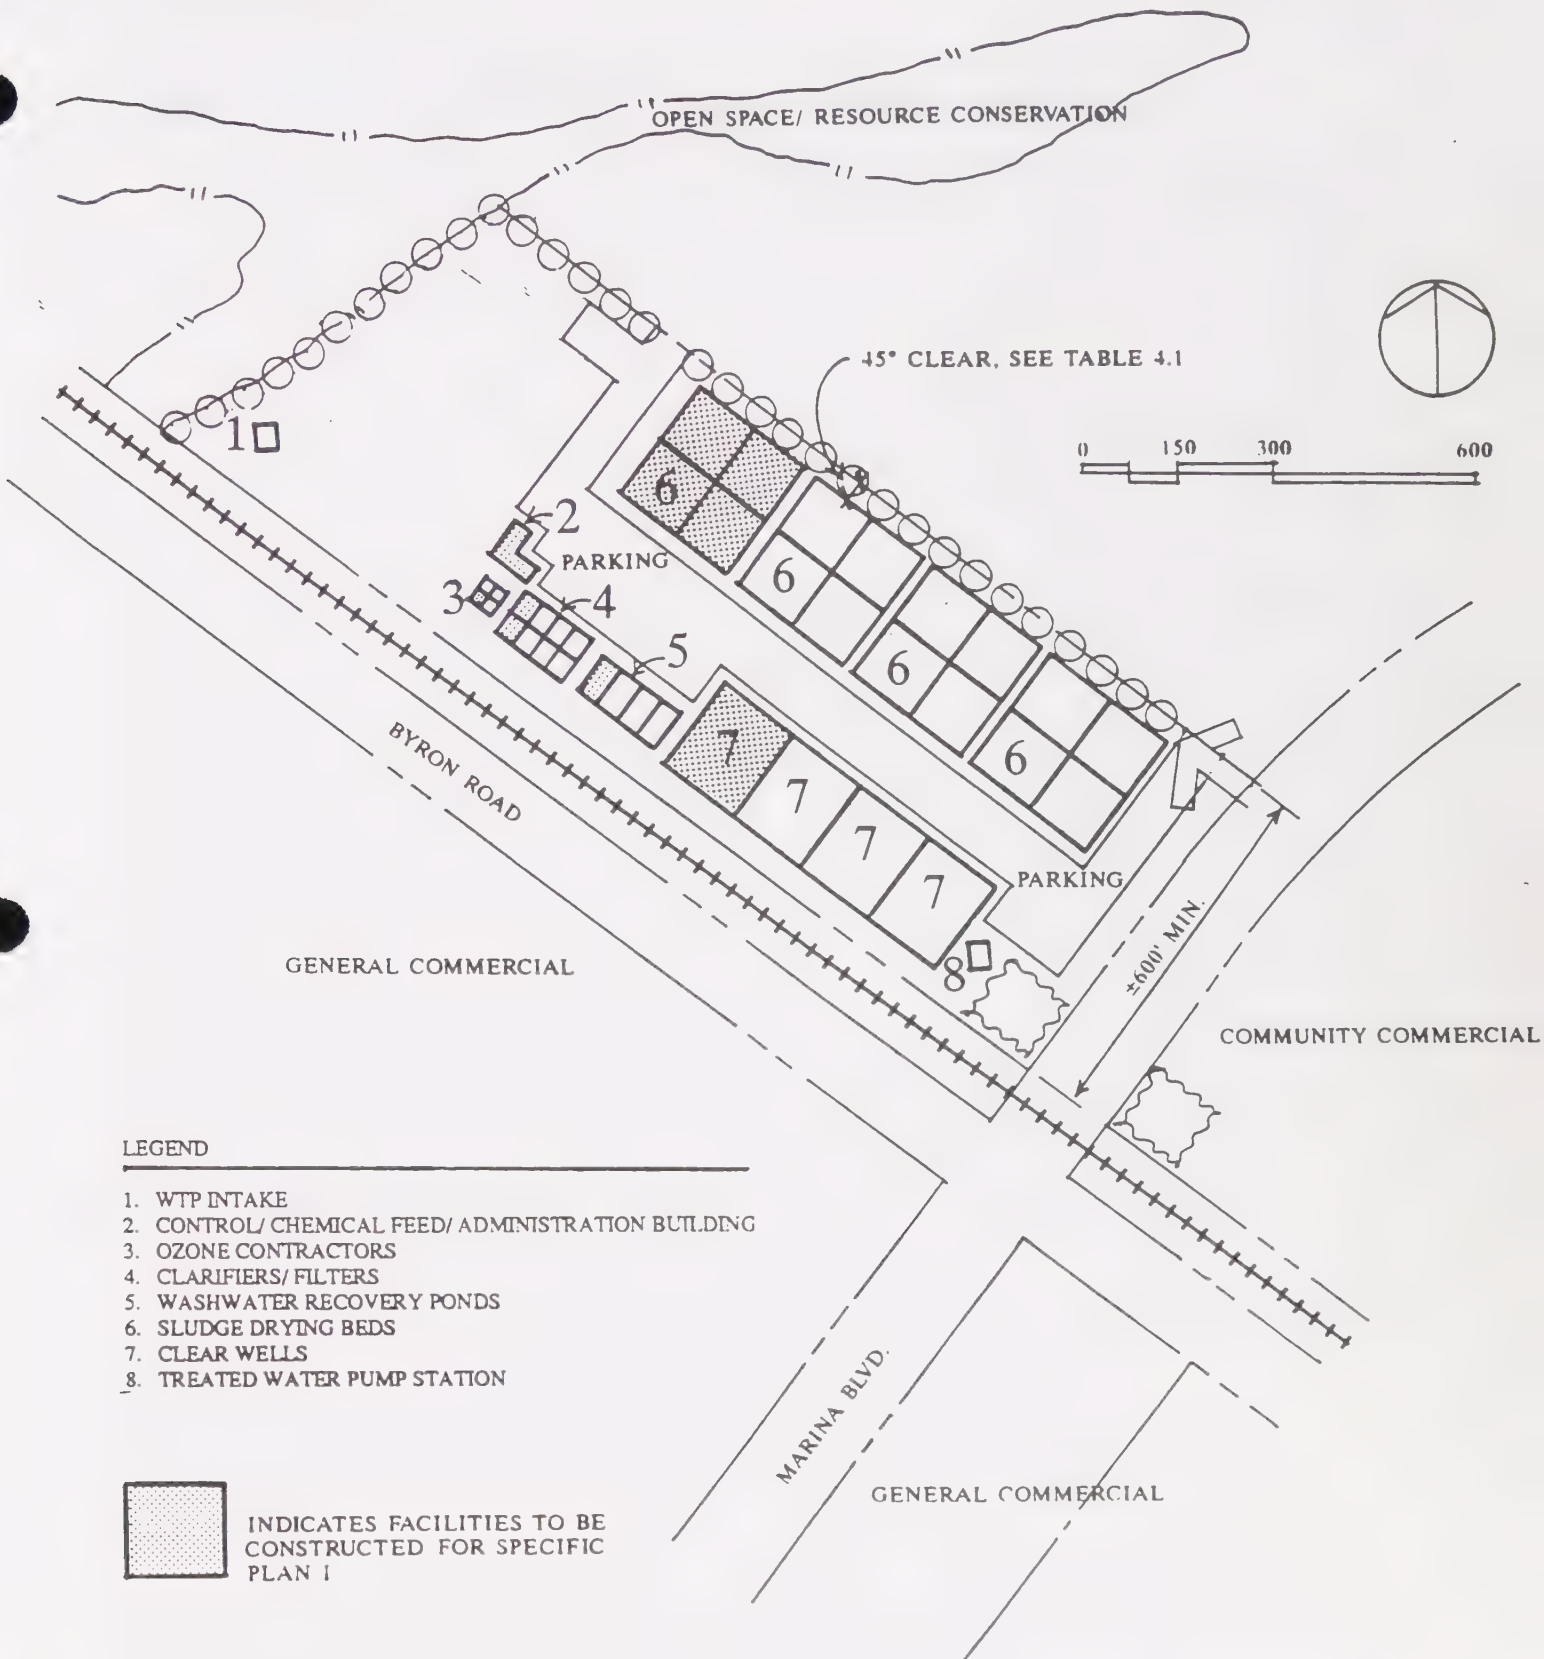 OPEN SPACE/ RESOURCE CONSERVATION
45° CLEAR, SEE TABLE 4.1
0 150 300 600
1
2
PARKING
3
4
5
6
6
6
6
7
7
7
7
8
PARKING
BYRON ROAD
±600' MIN.
GENERAL COMMERCIAL
COMMUNITY COMMERCIAL
LEGEND
1. WTP INTAKE
2. CONTROL/ CHEMICAL FEED/ ADMINISTRATION BUILDING
3. OZONE CONTRACTORS
4. CLARIFIERS/ FILTERS
5. WASHWATER RECOVERY PONDS
6. SLUDGE DRYING BEDS
7. CLEAR WELLS
8. TREATED WATER PUMP STATION
MARINA BLVD.
GENERAL COMMERCIAL
INDICATES FACILITIES TO BE
CONSTRUCTED FOR SPECIFIC
PLAN I